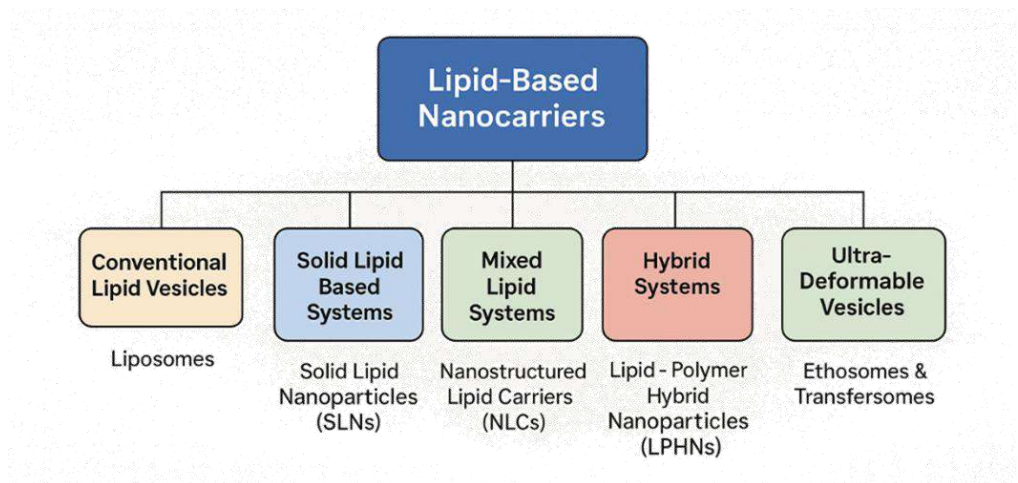 Lipid-Based
Nanocarriers
Conventional
Lipid Vesicles
Liposomes
Solid Lipid
Based
Systems
Solid Lipid
Nanoparticles
(SLNs)
Mixed
Lipid
Systems
Nanostructured
Lipid Carriers
(NLCs)
Hybrid
Systems
Lipid - Polymer
Hybrid
Nanoparticles
(LPHNs)
Ultra-
Deformable
Vesicles
Ethosomes &
Transfersomes